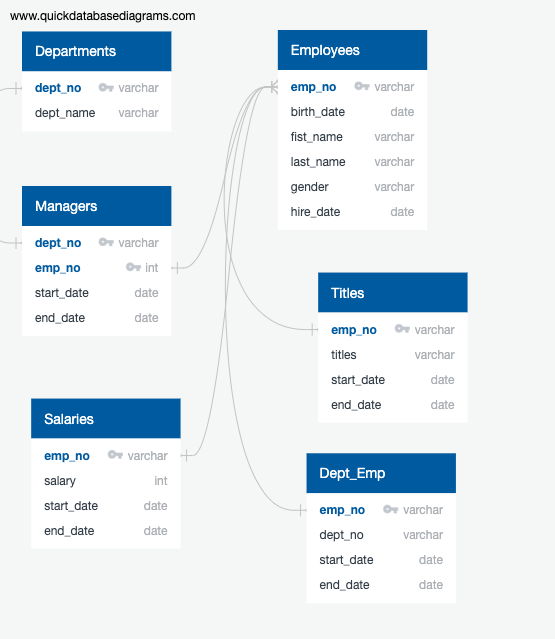 www.quickdatabasediagrams.com
Departments
dept_no varchar
dept_name varchar
Employees
emp_no varchar
birth_date date
fist_name varchar
last_name varchar
gender varchar
hire_date date
Managers
dept_no varchar
emp_no int
start_date date
end_date date
Titles
emp_no varchar
titles varchar
start_date date
end_date date
Salaries
emp_no varchar
salary int
start_date date
end_date date
Dept_Emp
emp_no varchar
dept_no varchar
start_date date
end_date date